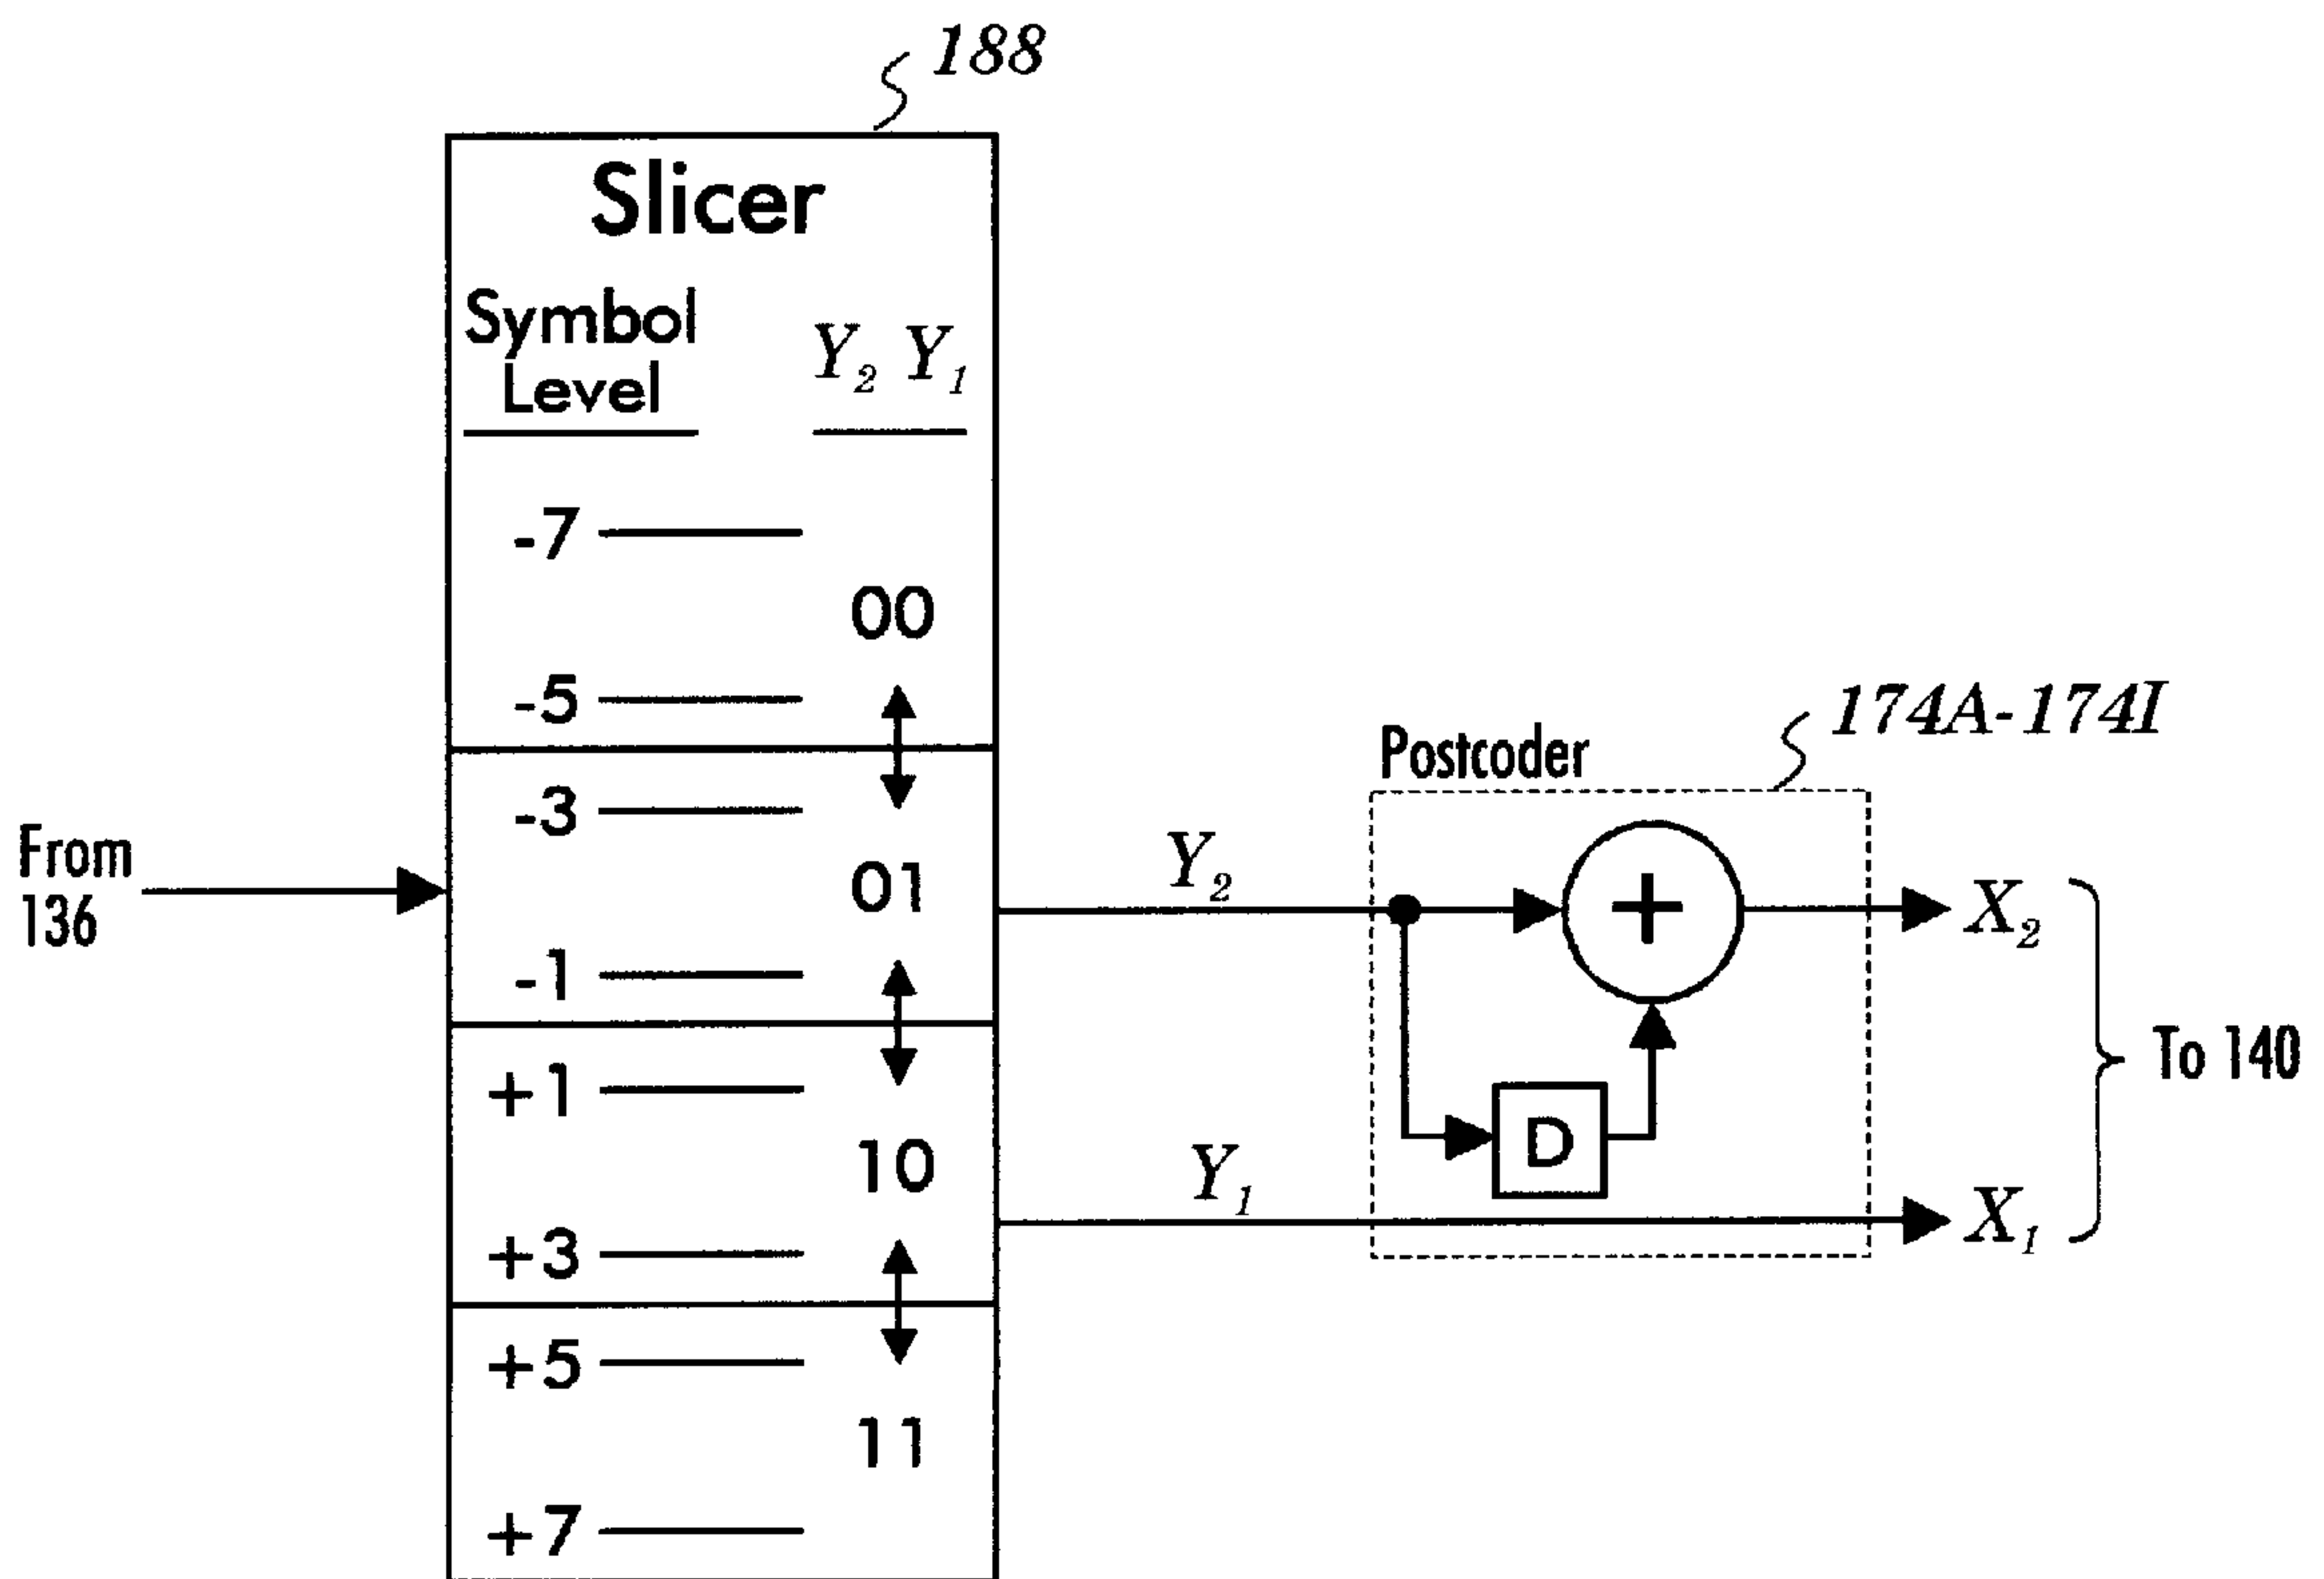 188
Slicer
Symbol
Level
Y₂ Y₁
-7
00
-5
-3
01
-1
+1
10
+3
+5
11
+7
From
136
Y₂
Y₁
Postcoder
174A-174I
+
D
X₂
X₁
To 140